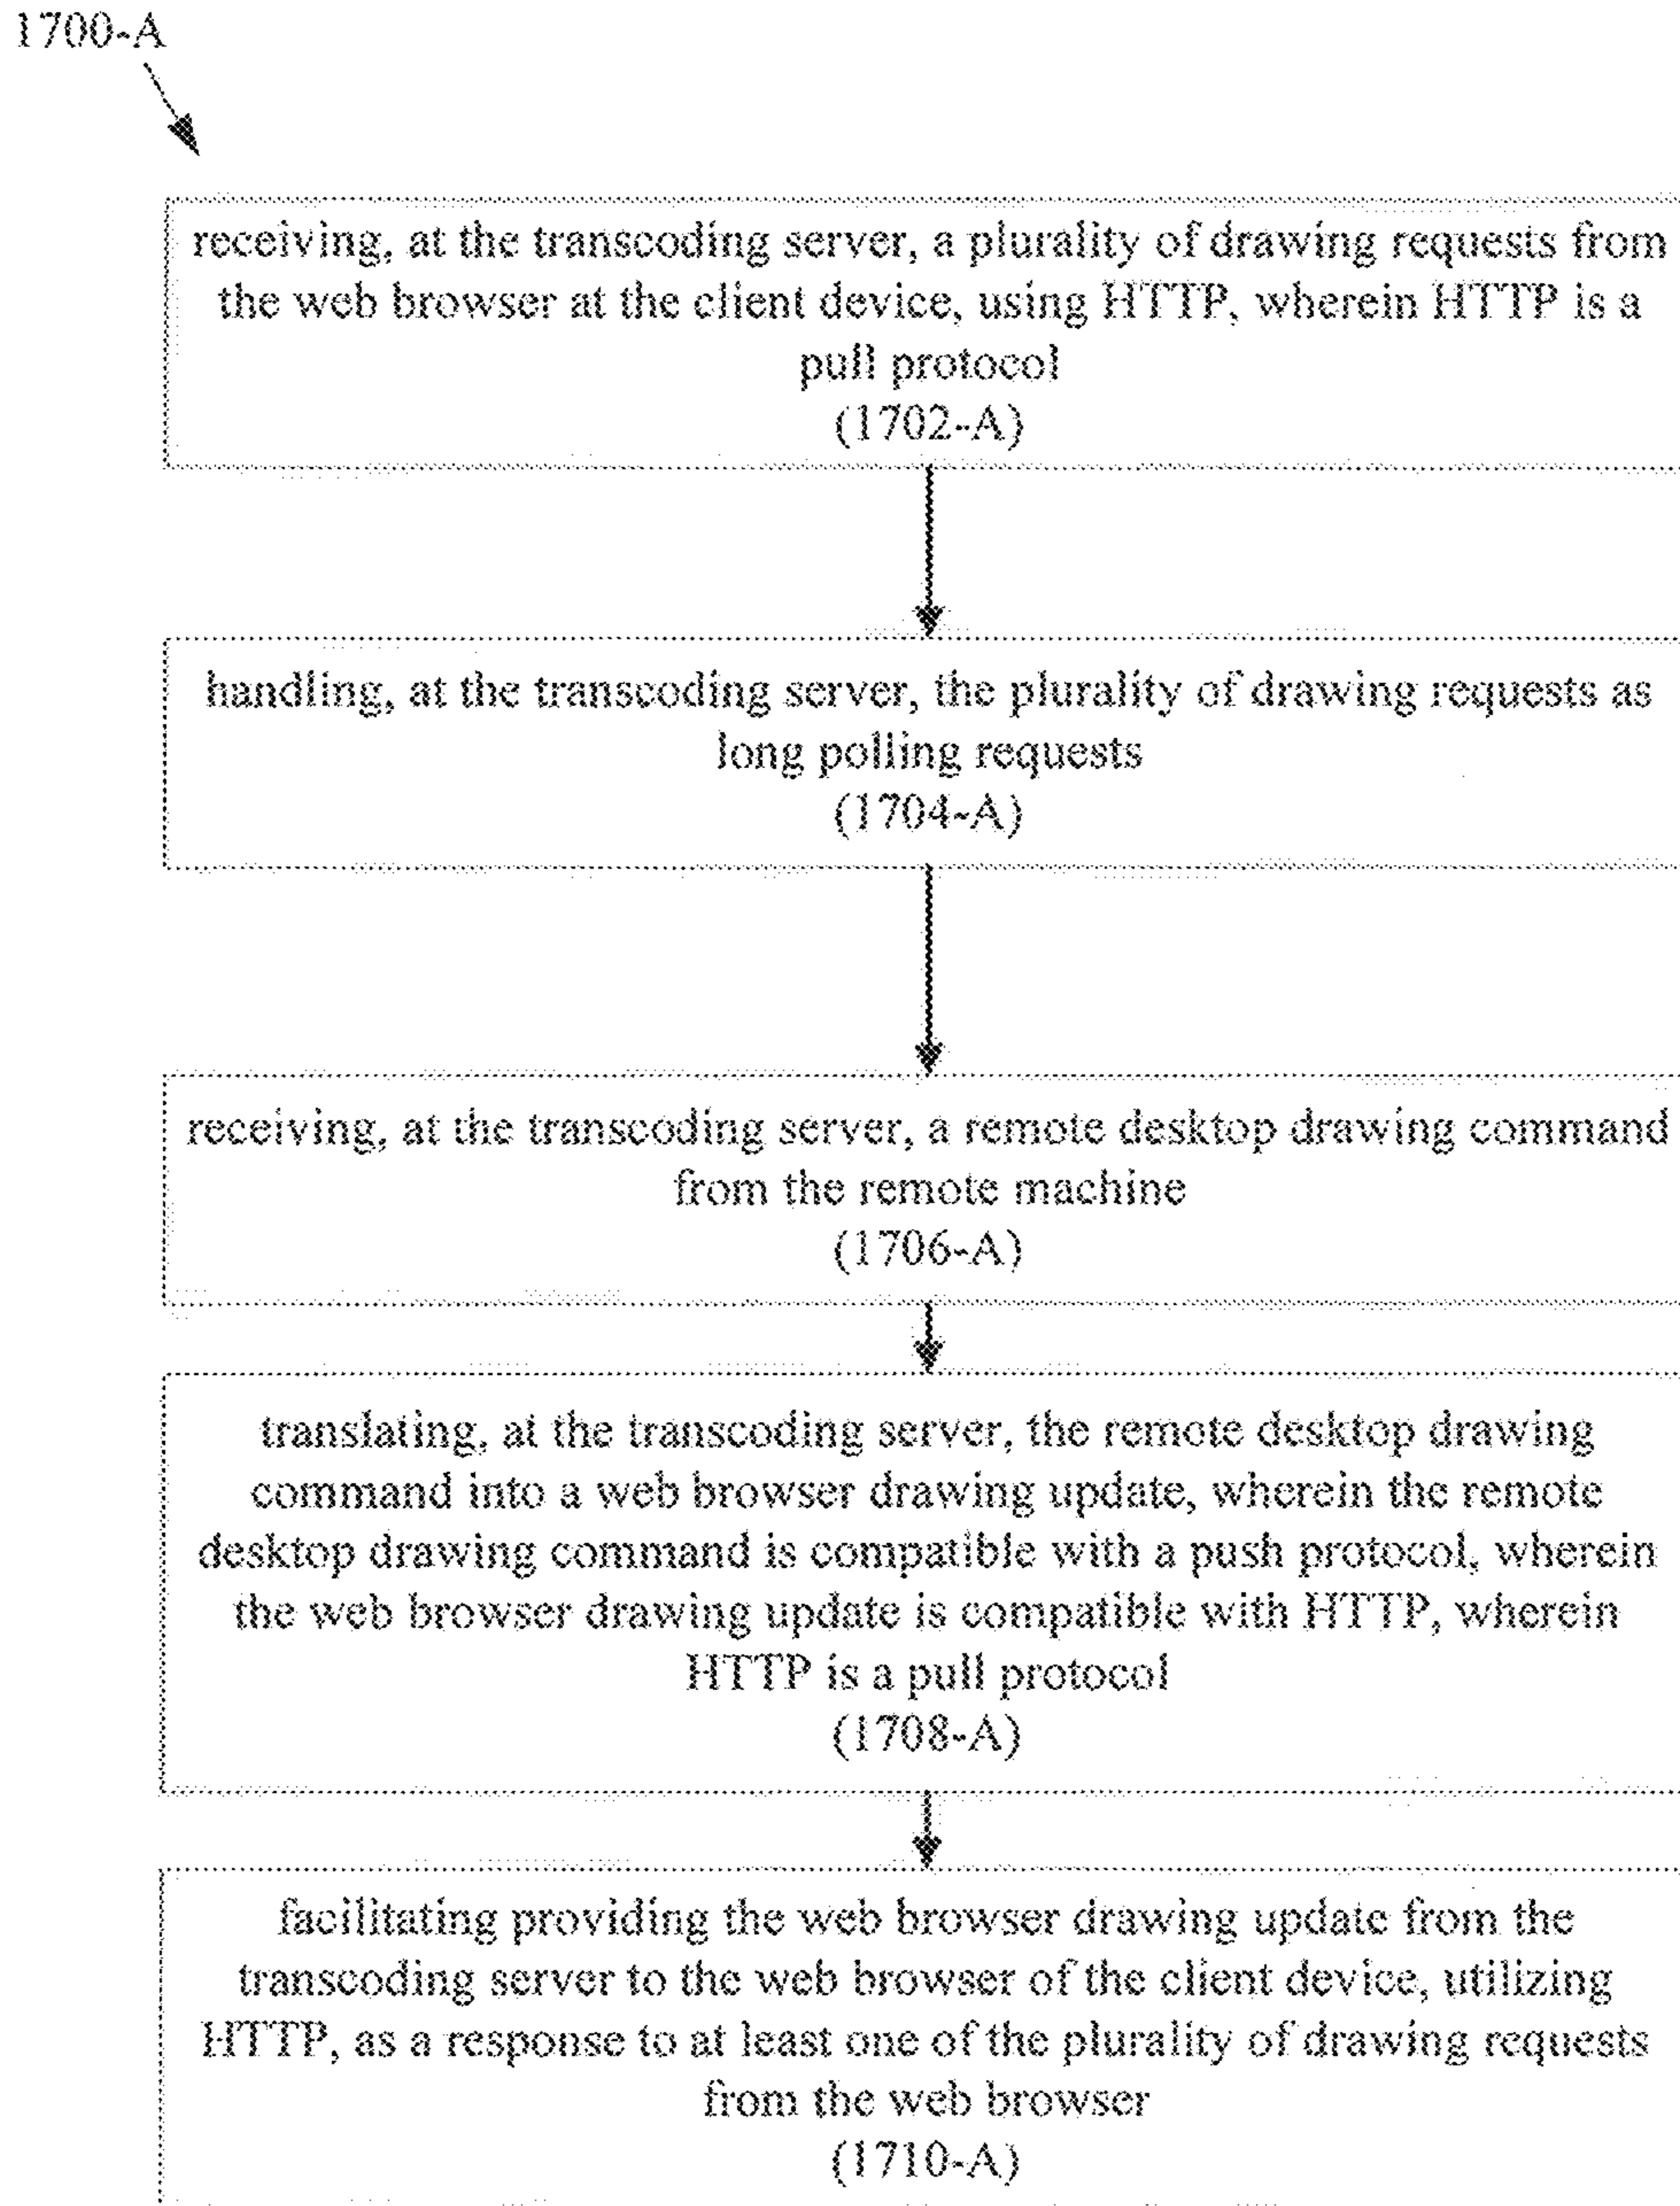 1700-A
receiving, at the transcoding server, a plurality of drawing requests from
the web browser at the client device, using HTTP, wherein HTTP is a
pull protocol
(1702-A)
handling, at the transcoding server, the plurality of drawing requests as
long polling requests
(1704-A)
receiving, at the transcoding server, a remote desktop drawing command
from the remote machine
(1706-A)
translating, at the transcoding server, the remote desktop drawing
command into a web browser drawing update, wherein the remote
desktop drawing command is compatible with a push protocol, wherein
the web browser drawing update is compatible with HTTP, wherein
HTTP is a pull protocol
(1708-A)
facilitating providing the web browser drawing update from the
transcoding server to the web browser of the client device, utilizing
HTTP, as a response to at least one of the plurality of drawing requests
from the web browser
(1710-A)